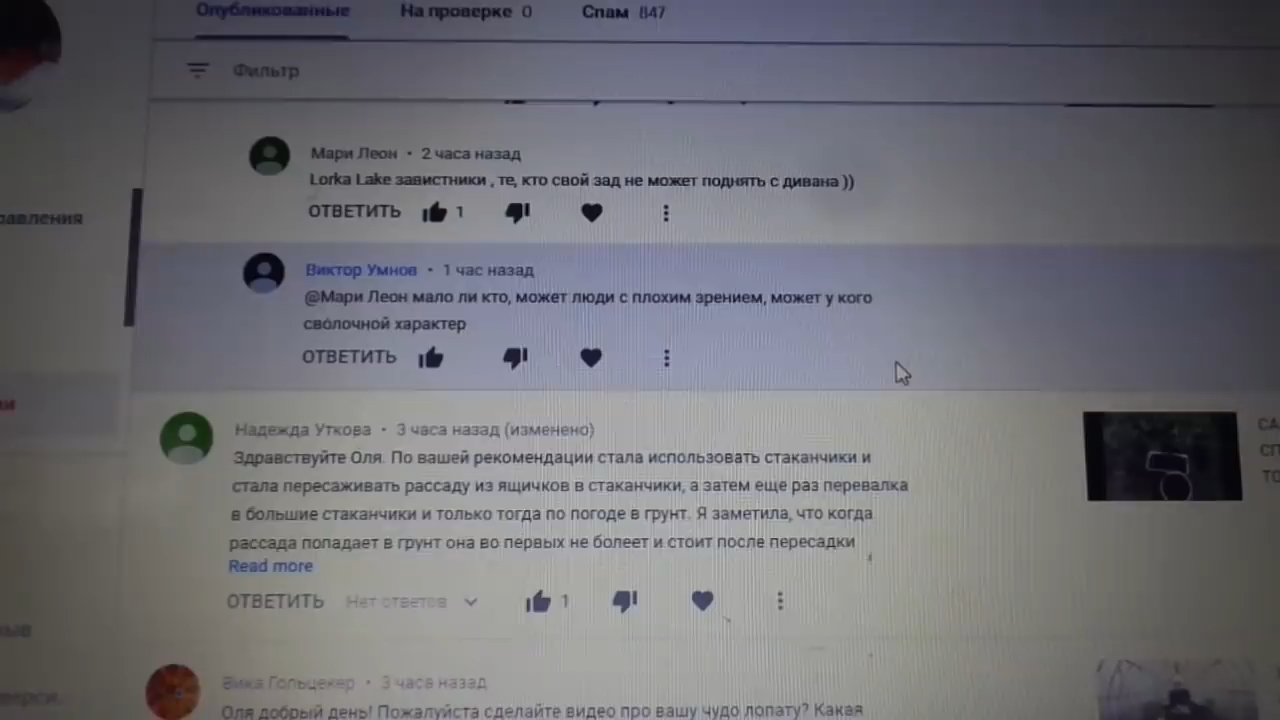 Опубликованные На проверке 0 Спам 847
Фильтр
Мари Леон • 2 часа назад
Lorka Lake завистники , те, кто свой зад не может поднять с дивана ))
ОТВЕТИТЬ 1
равления
Виктор Умнов • 1 час назад
@Мари Леон мало ли кто, может люди с плохим зрением, может у кого
сволочной характер
ОТВЕТИТЬ
Надежда Уткова • 3 часа назад (изменено)
Здравствуйте Оля. По вашей рекомендации стала использовать стаканчики и
стала пересаживать рассаду из ящичков в стаканчики, а затем еще раз перевалка
в большие стаканчики и только тогда по погоде в грунт. Я заметила, что когда
рассада попадает в грунт она во первых не болеет и стоит после пересадки
Read more
ОТВЕТИТЬ Нет ответов 1
Вика Гольцекер • 3 часа назад
Оля добрый день! Пожалуйста сделайте видео про вашу чудо лопату? Какая